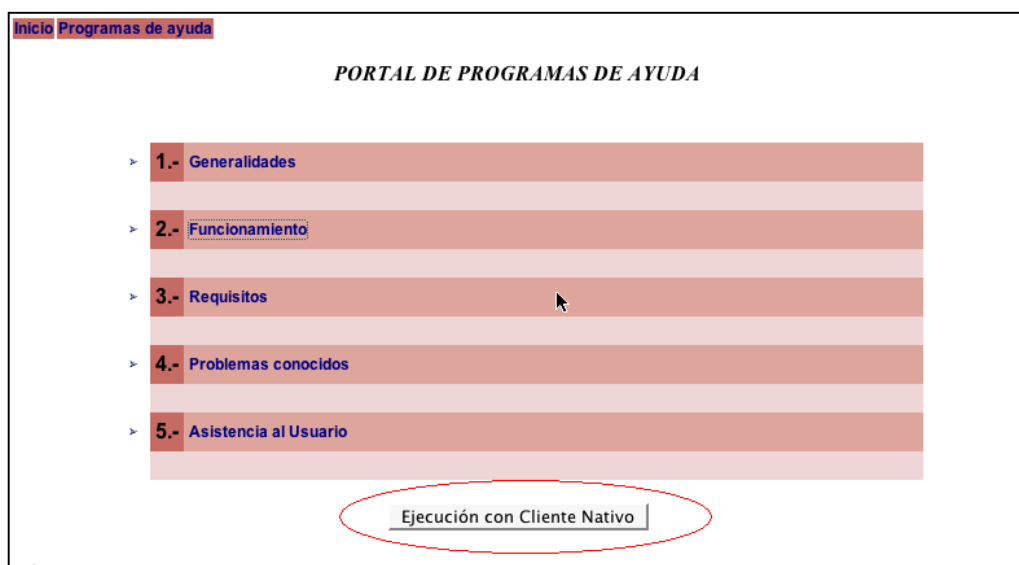 Inicio Programas de ayuda
PORTAL DE PROGRAMAS DE AYUDA
1.- Generalidades
2.- Funcionamiento
3.- Requisitos
4.- Problemas conocidos
5.- Asistencia al Usuario
Ejecución con Cliente Nativo